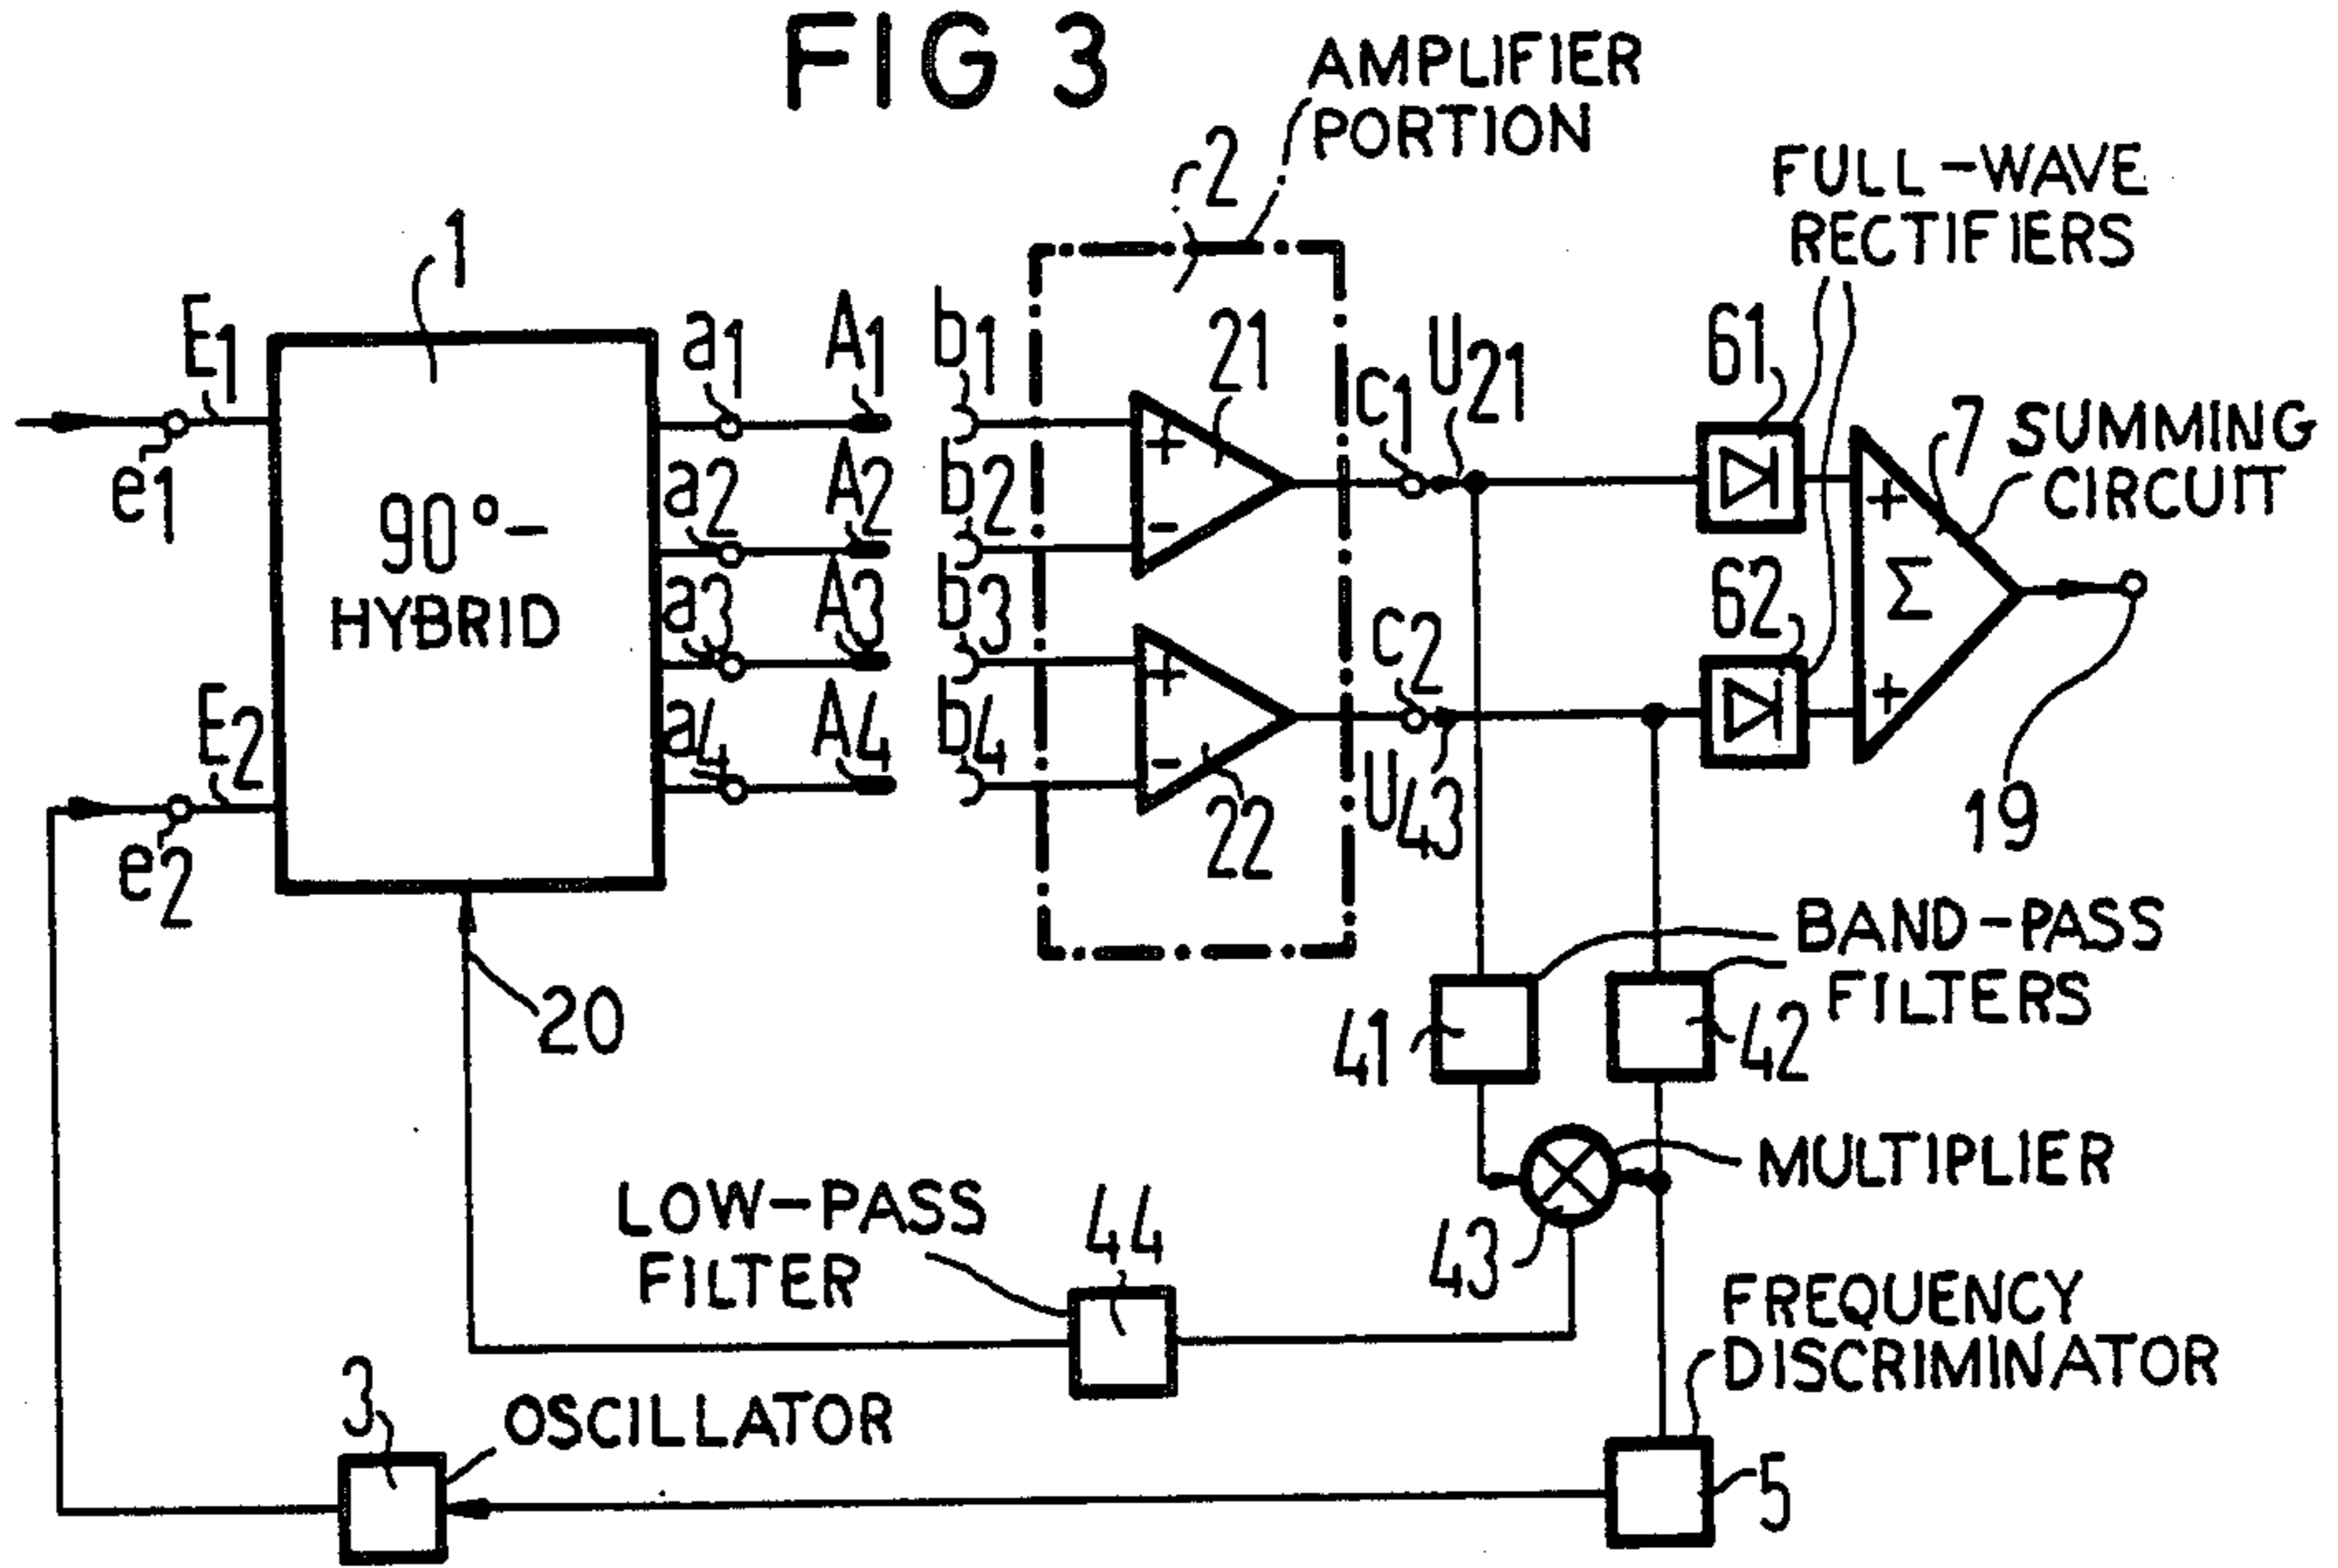 FIG 3
AMPLIFIER
PORTION
2
FULL-WAVE
RECTIFIERS
1
E1
e1
a1
A1
b1
21
c1
U21
61
7
SUMMING
CIRCUIT
90°-
HYBRID
a2
A2
b2
+
-
+
Σ
+
a3
A3
b3
c2
62
E2
e2
a4
A4
b4
+
-
22
U43
19
20
BAND-PASS
FILTERS
41
42
MULTIPLIER
43
LOW-PASS
FILTER
44
FREQUENCY
DISCRIMINATOR
3
OSCILLATOR
5